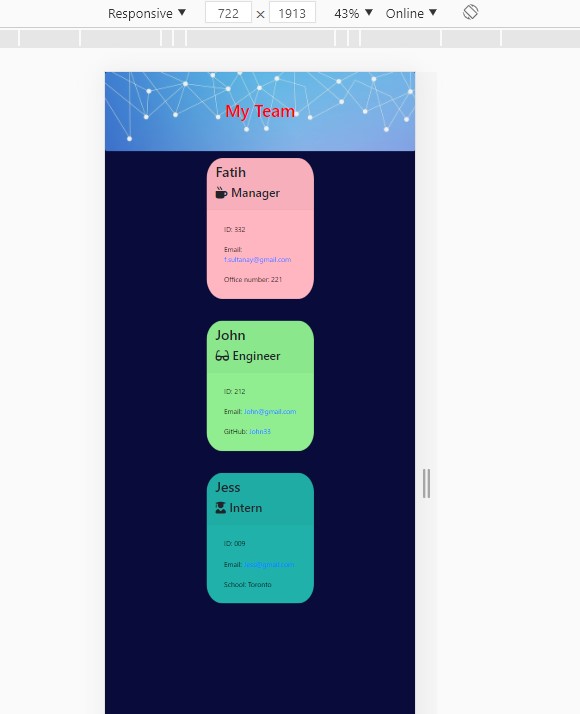 Responsive ▼ 722 × 1913 43% ▼ Online ▼
My Team
Fatih
Manager
ID: 332
Email:
f.sultanay@gmail.com
Office number: 221
John
Engineer
ID: 212
Email: John@gmail.com
GitHub: John33
Jess
Intern
ID: 009
Email:
School: Toronto